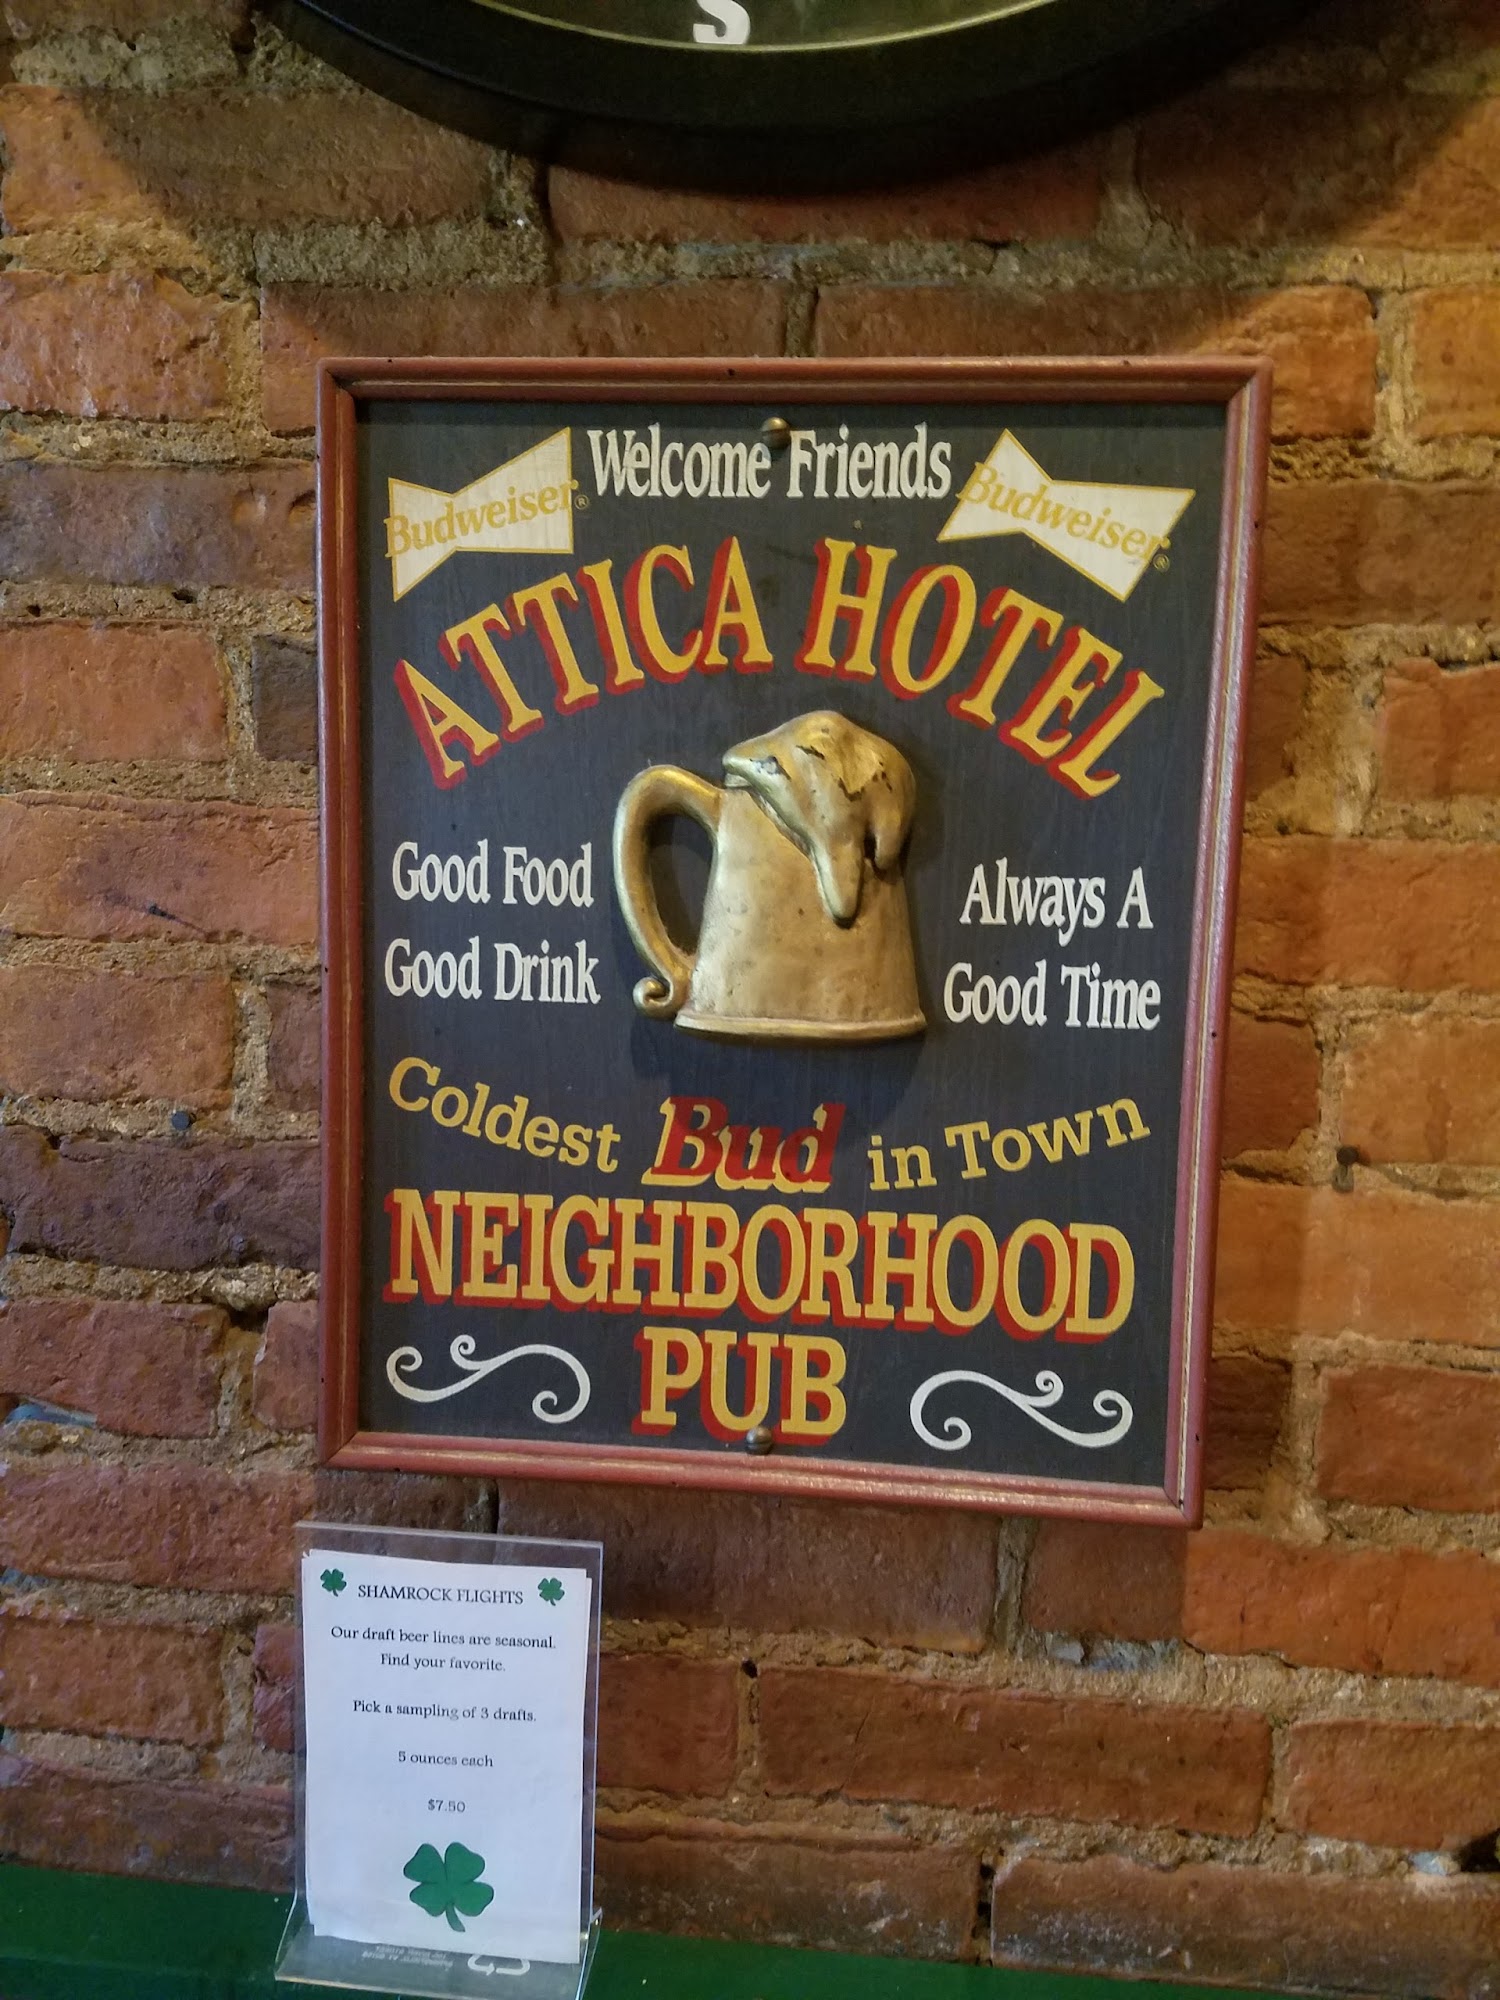 S
Welcome Friends
Budweiser®
Budweiser®
ATTICA HOTEL
Good Food
Good Drink
Always A
Good Time
Coldest Bud in Town
NEIGHBORHOOD
PUB
SHAMROCK FLIGHTS
Our draft beer lines are seasonal.
Find your favorite.
Pick a sampling of 3 drafts.
5 ounces each
$7.50